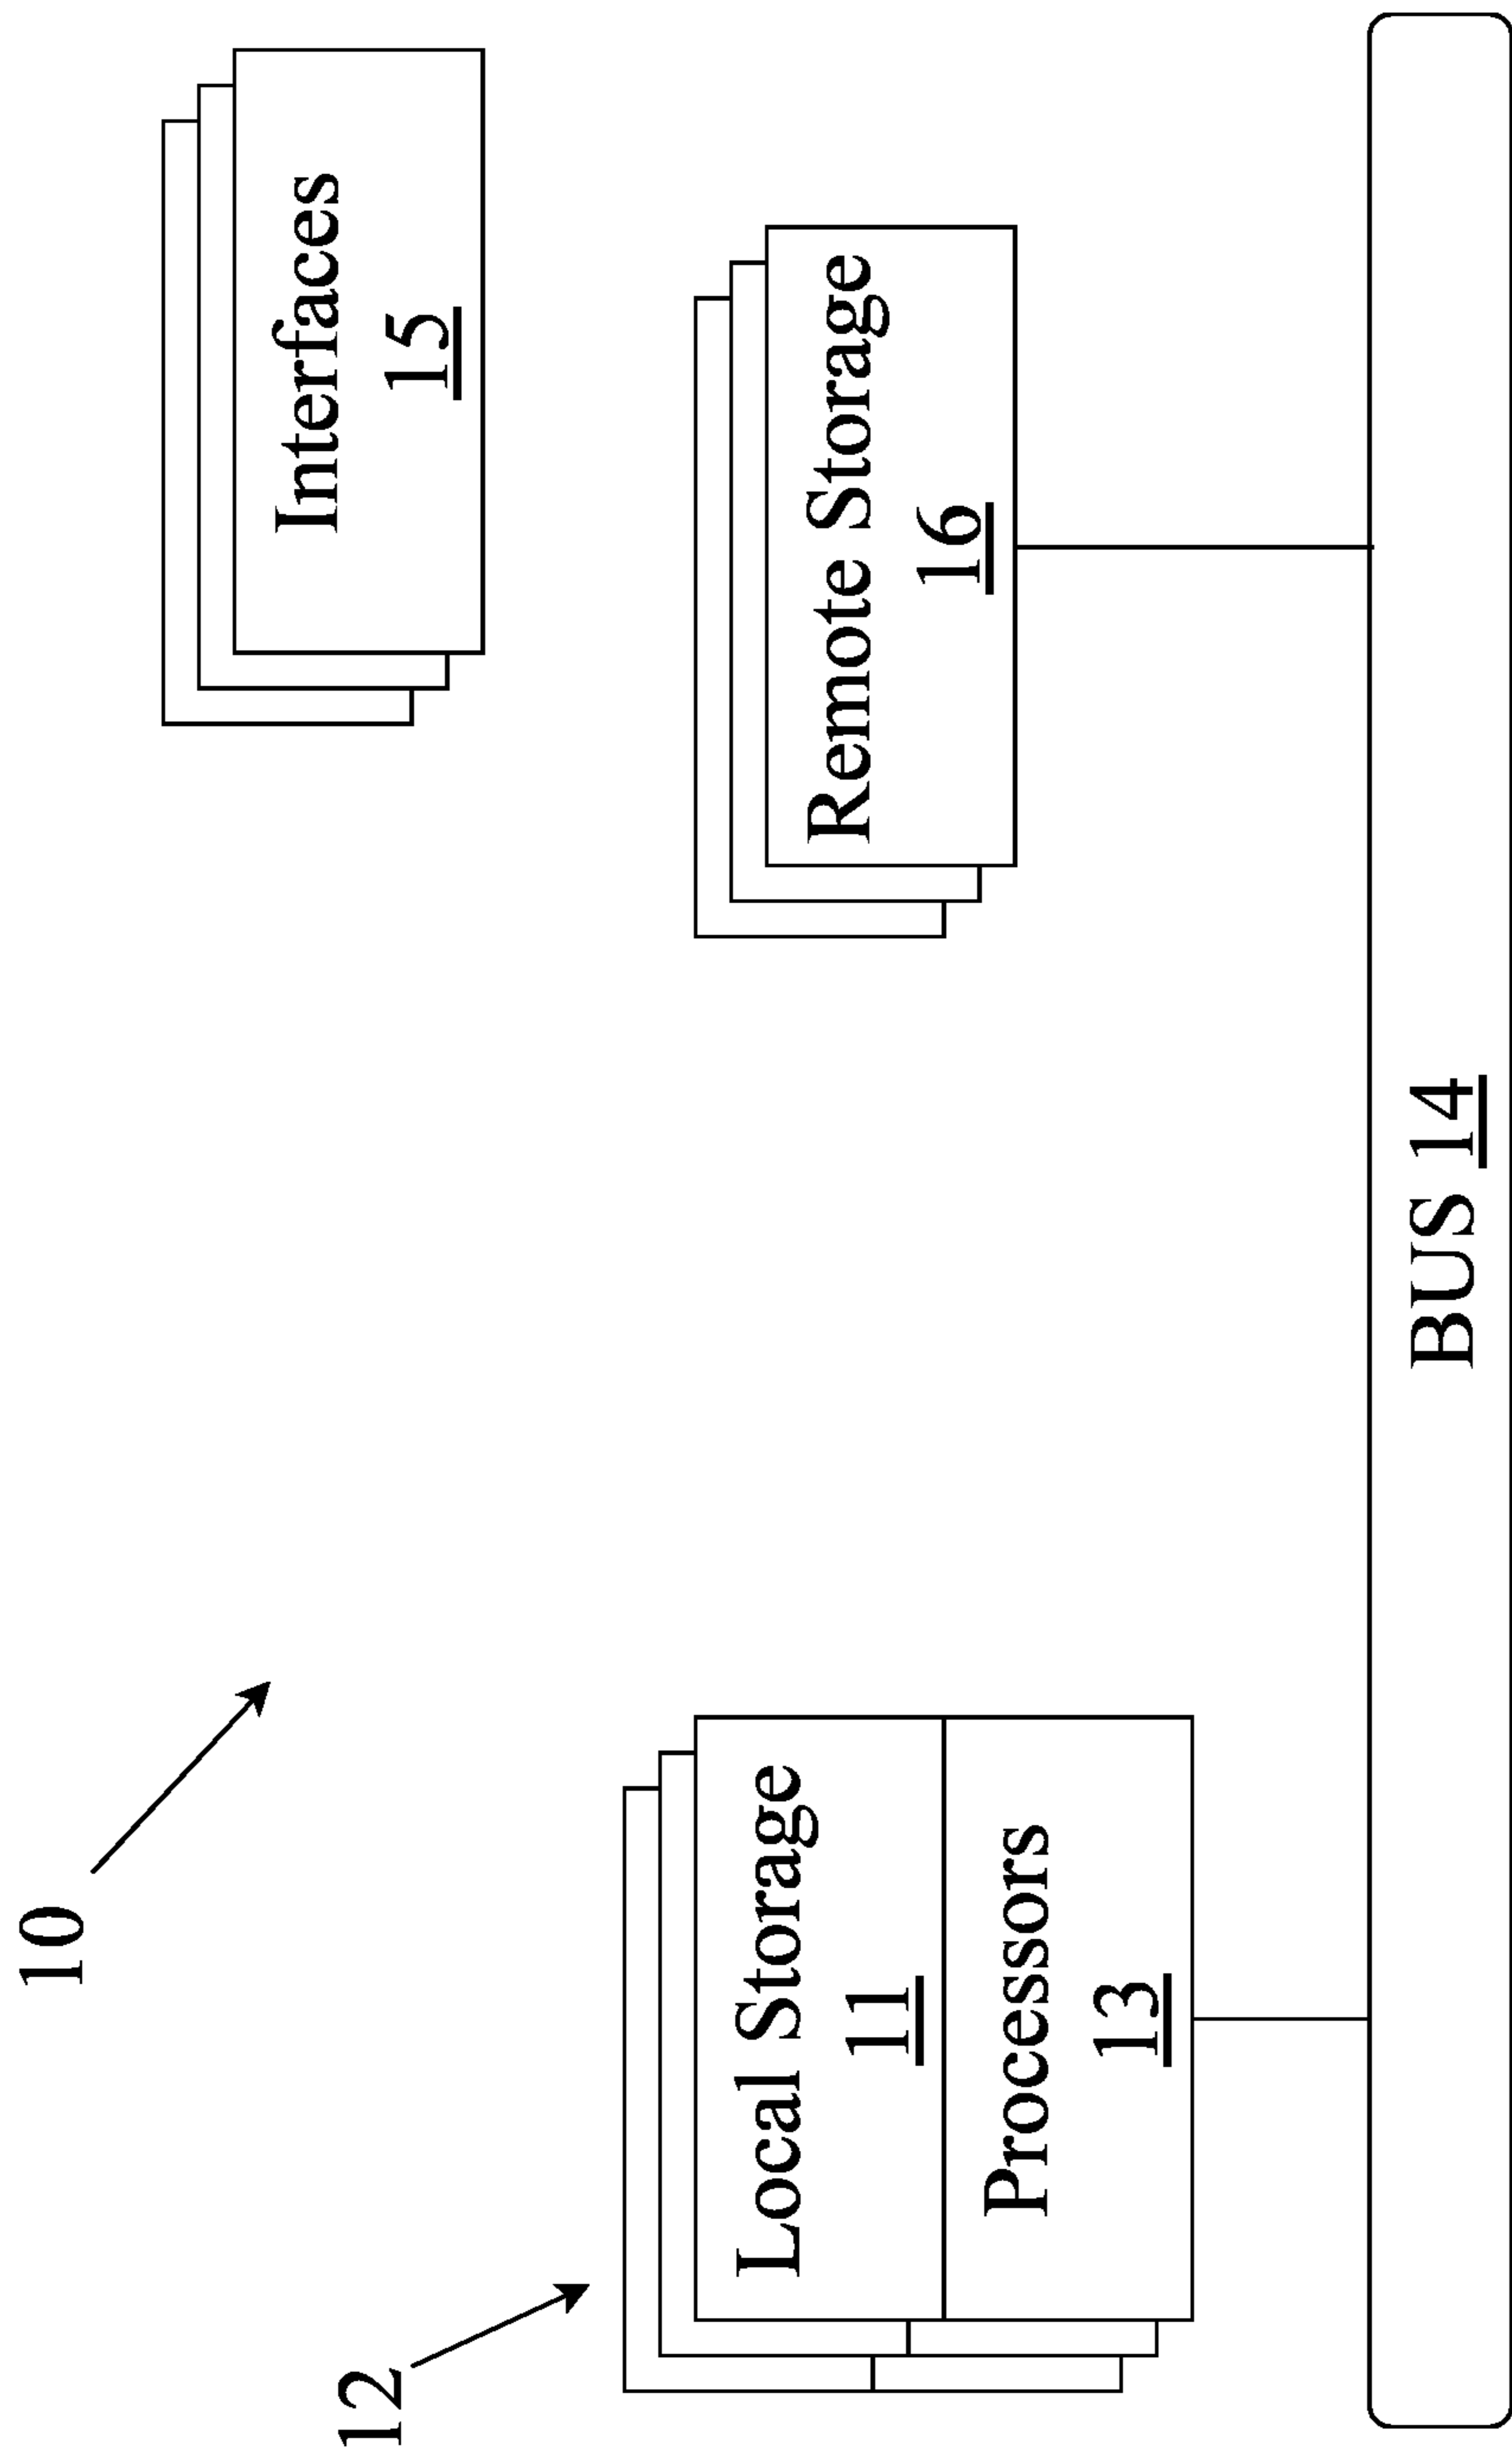 10
12
Interfaces
15
Local Storage
11
Remote Storage
16
Processors
13
BUS 14